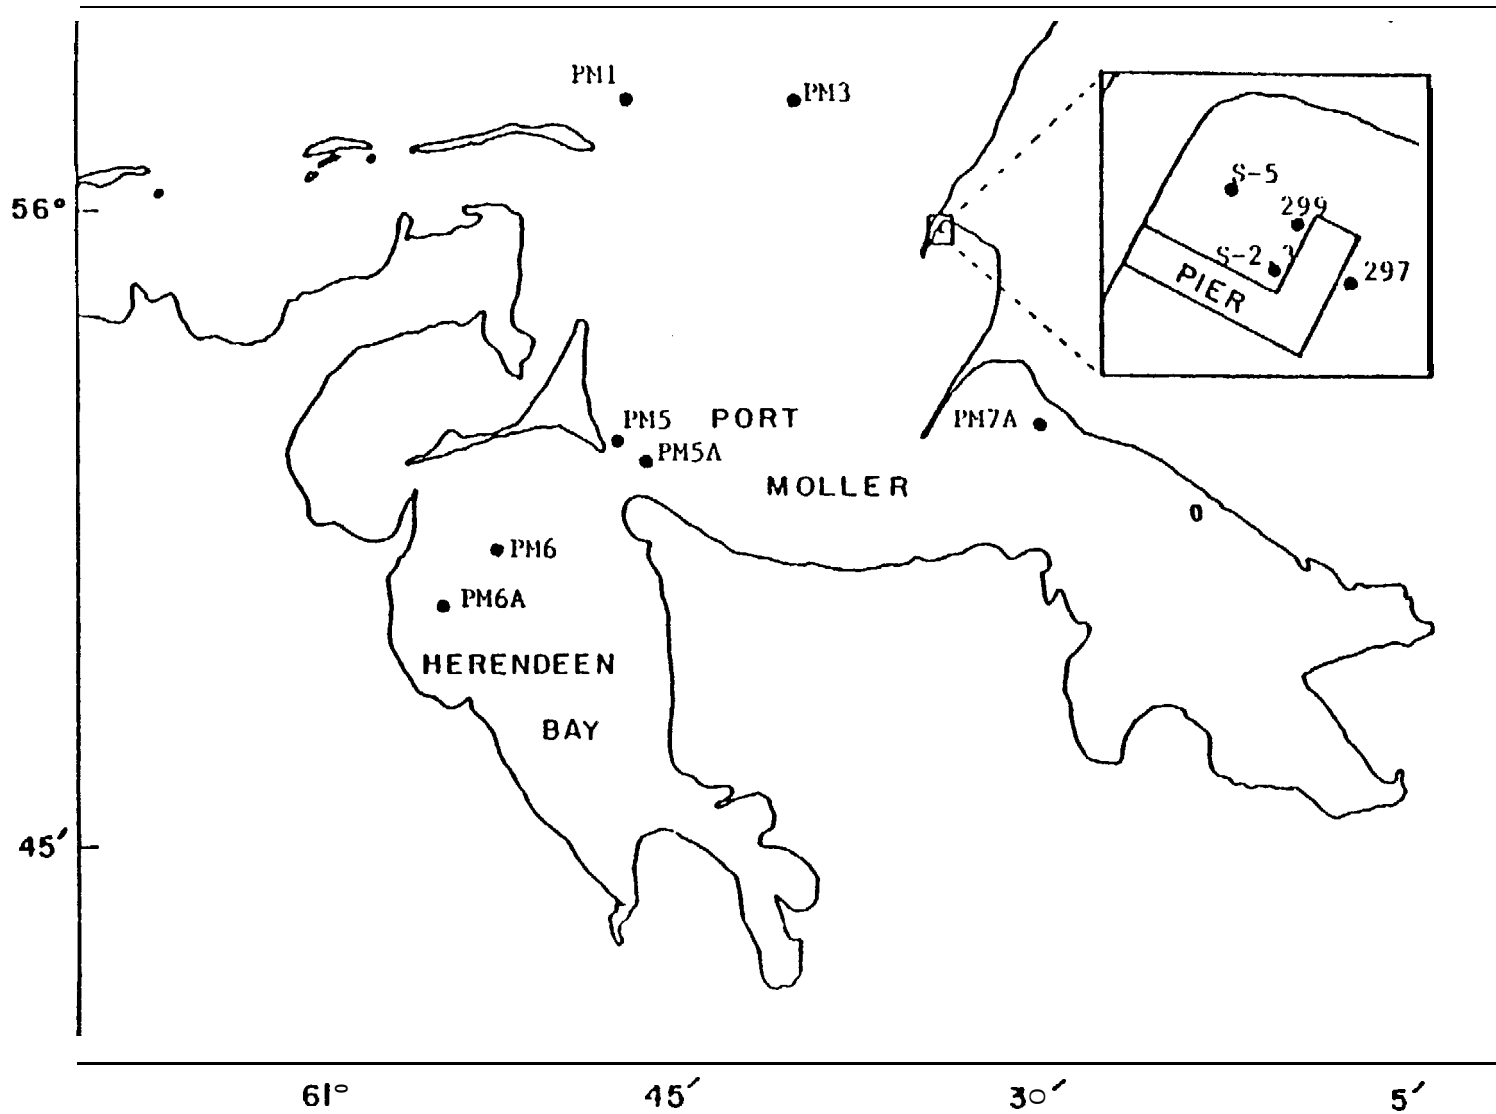 PM1
PM3
56°
S-5
299
S-2,3
297
PIER
PM5
PORT
PM7A
PM5A
MOLLER
PM6
PM6A
HERENDEEN
BAY
45′
61°
45′
30′
5′